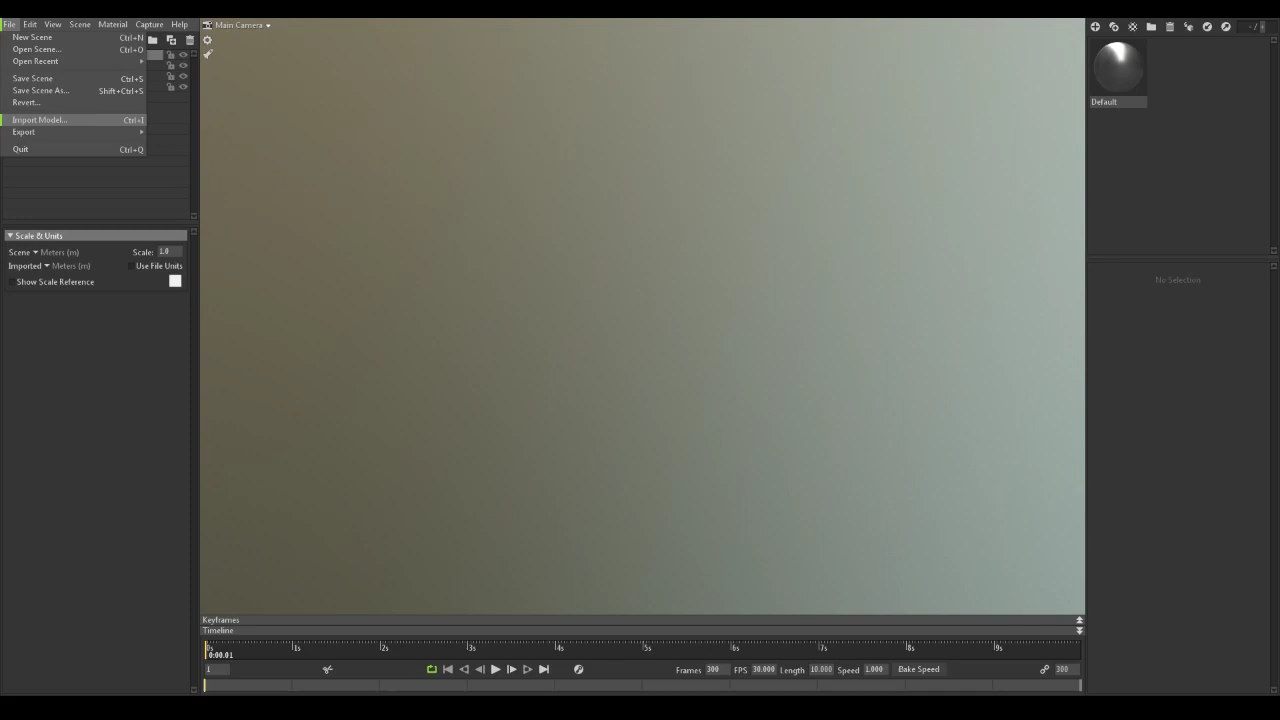 File Edit View Scene Material Capture Help
New Scene Ctrl+N
Open Scene... Ctrl+O
Open Recent
Save Scene Ctrl+S
Save Scene As... Shift+Ctrl+S
Revert...
Import Model... Ctrl+I
Export
Quit Ctrl+Q
Scale & Units
Scene Meters (m) Scale: 1.0
Imported Meters (m) Use File Units
Show Scale Reference
Main Camera
- /
Default
No Selection
Keyframes
Timeline
0s 1s 2s 3s 4s 5s 6s 7s 8s 9s
0:00.01
1 Frames 300 FPS 30.000 Length 10.000 Speed 1.000 Bake Speed 300